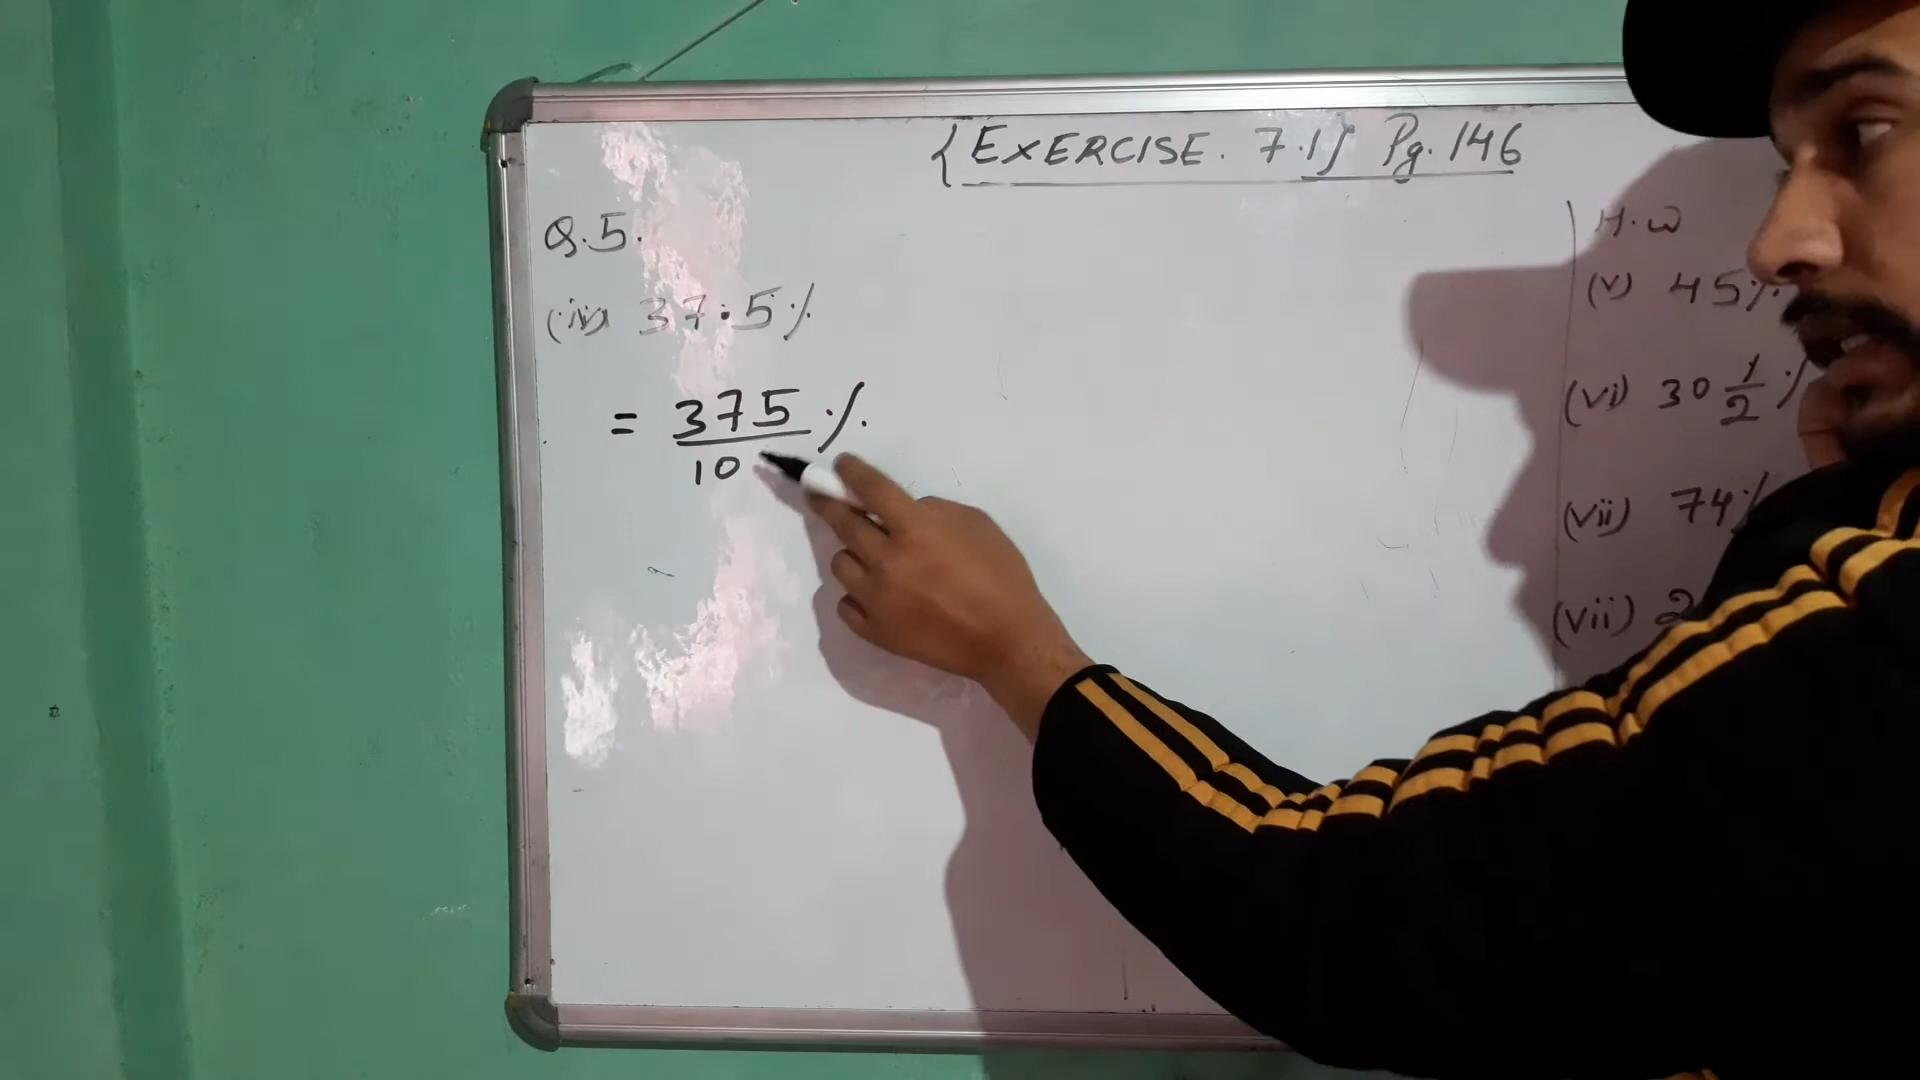 {EXERCISE. 7.1} Pg. 146
Q.5.
(iv) 37.5%
= 375/10 %
H.W
(v) 45%
(vi) 30 1/2 %
(vii) 74%
(vii) 2